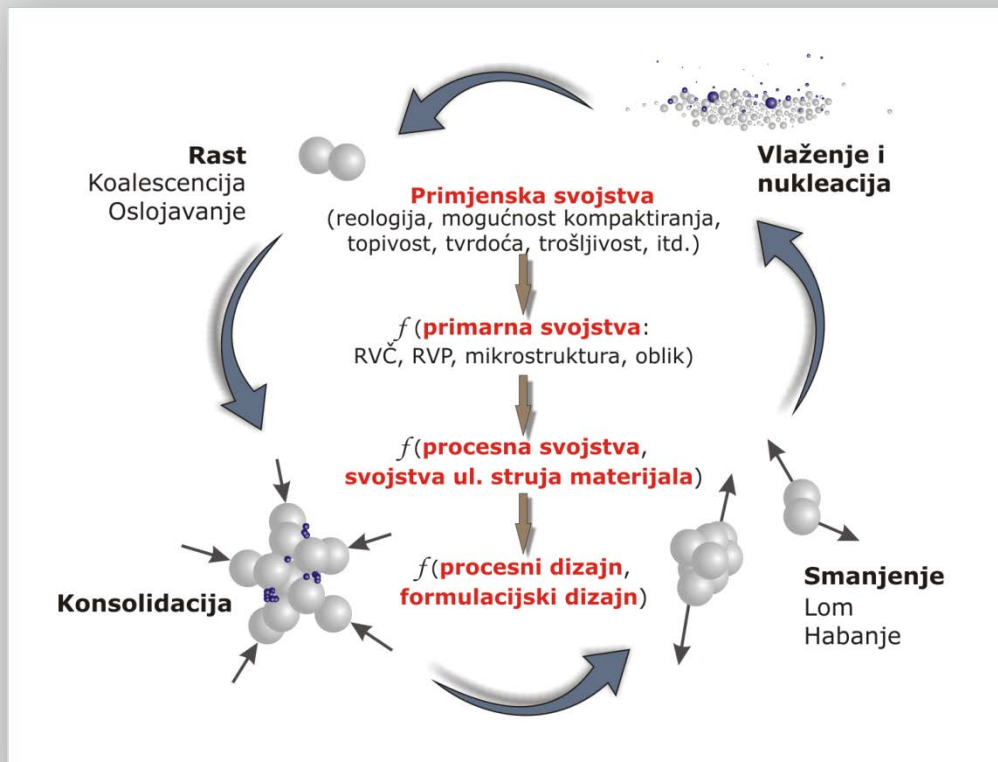 Rast
Koalescencija
Oslojavanje
Vlaženje i
nukleacija
Primjenska svojstva
(reologija, mogućnost kompaktiranja,
topivost, tvrdoća, trošljivost, itd.)
f(primarna svojstva:
RVČ, RVP, mikrostruktura, oblik)
f(procesna svojstva,
svojstva ul. struja materijala)
f(procesni dizajn,
formulacijski dizajn)
Konsolidacija
Smanjenje
Lom
Habanje